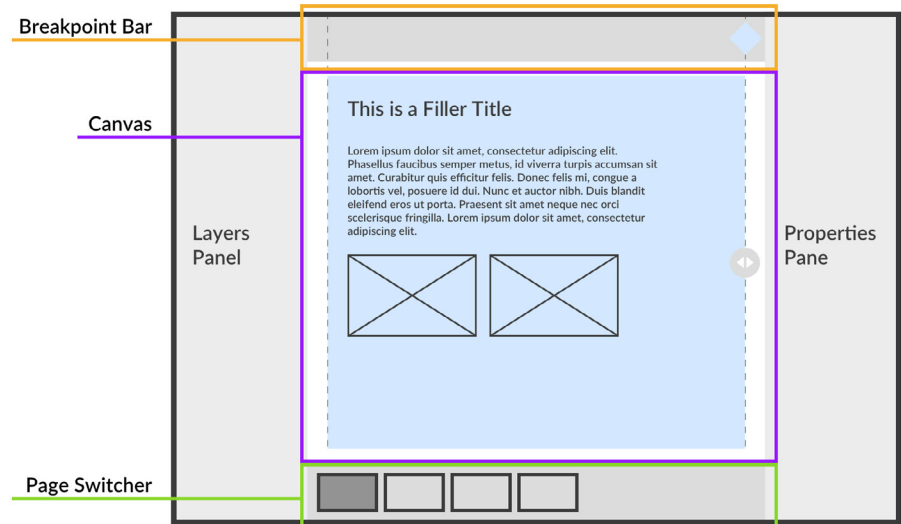 Breakpoint Bar
Canvas
This is a Filler Title
Lorem ipsum dolor sit amet, consectetur adipiscing elit.
Phasellus faucibus semper metus, id viverra turpis accumsan sit
amet. Curabitur quis efficitur felis. Donec felis mi, congue a
lobortis vel, posuere id dui. Nunc et auctor nibh. Duis blandit
eleifend eros ut porta. Praesent sit amet neque nec orci
scelerisque fringilla. Lorem ipsum dolor sit amet, consectetur
adipiscing elit.
Layers
Panel
Properties
Pane
Page Switcher